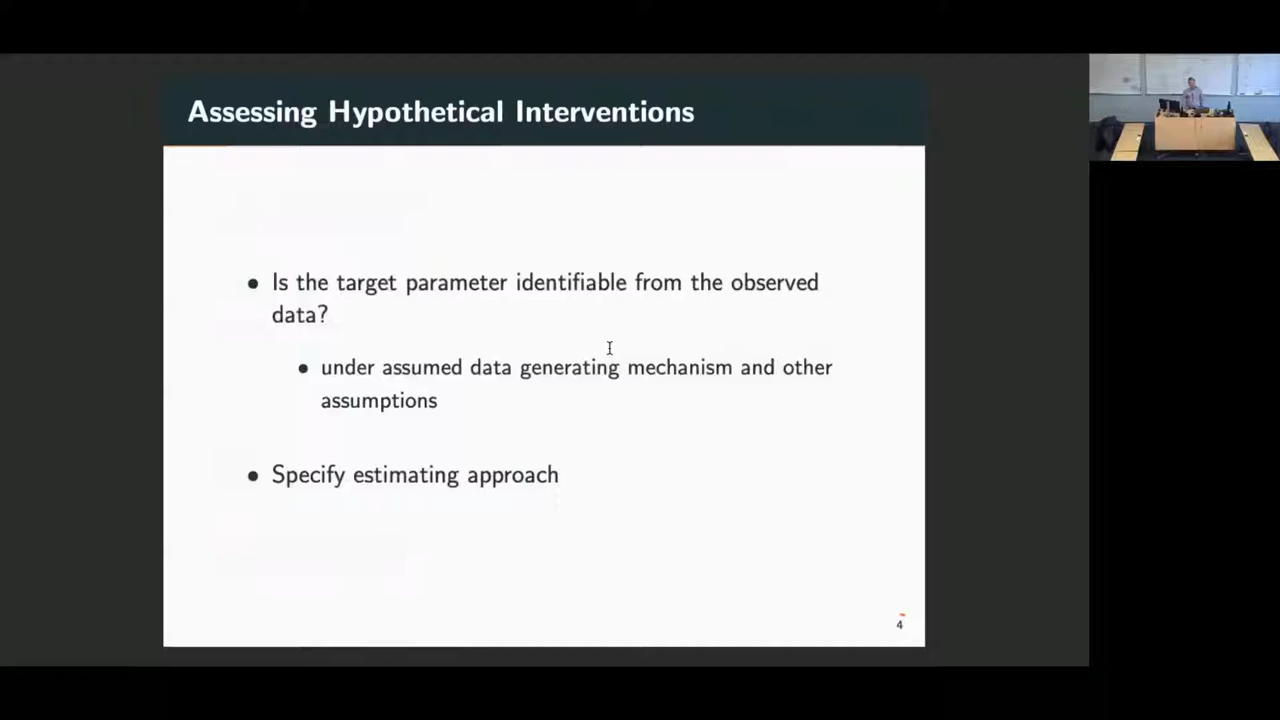 Assessing Hypothetical Interventions
• Is the target parameter identifiable from the observed
data?
• under assumed data generating mechanism and other
assumptions
• Specify estimating approach
4